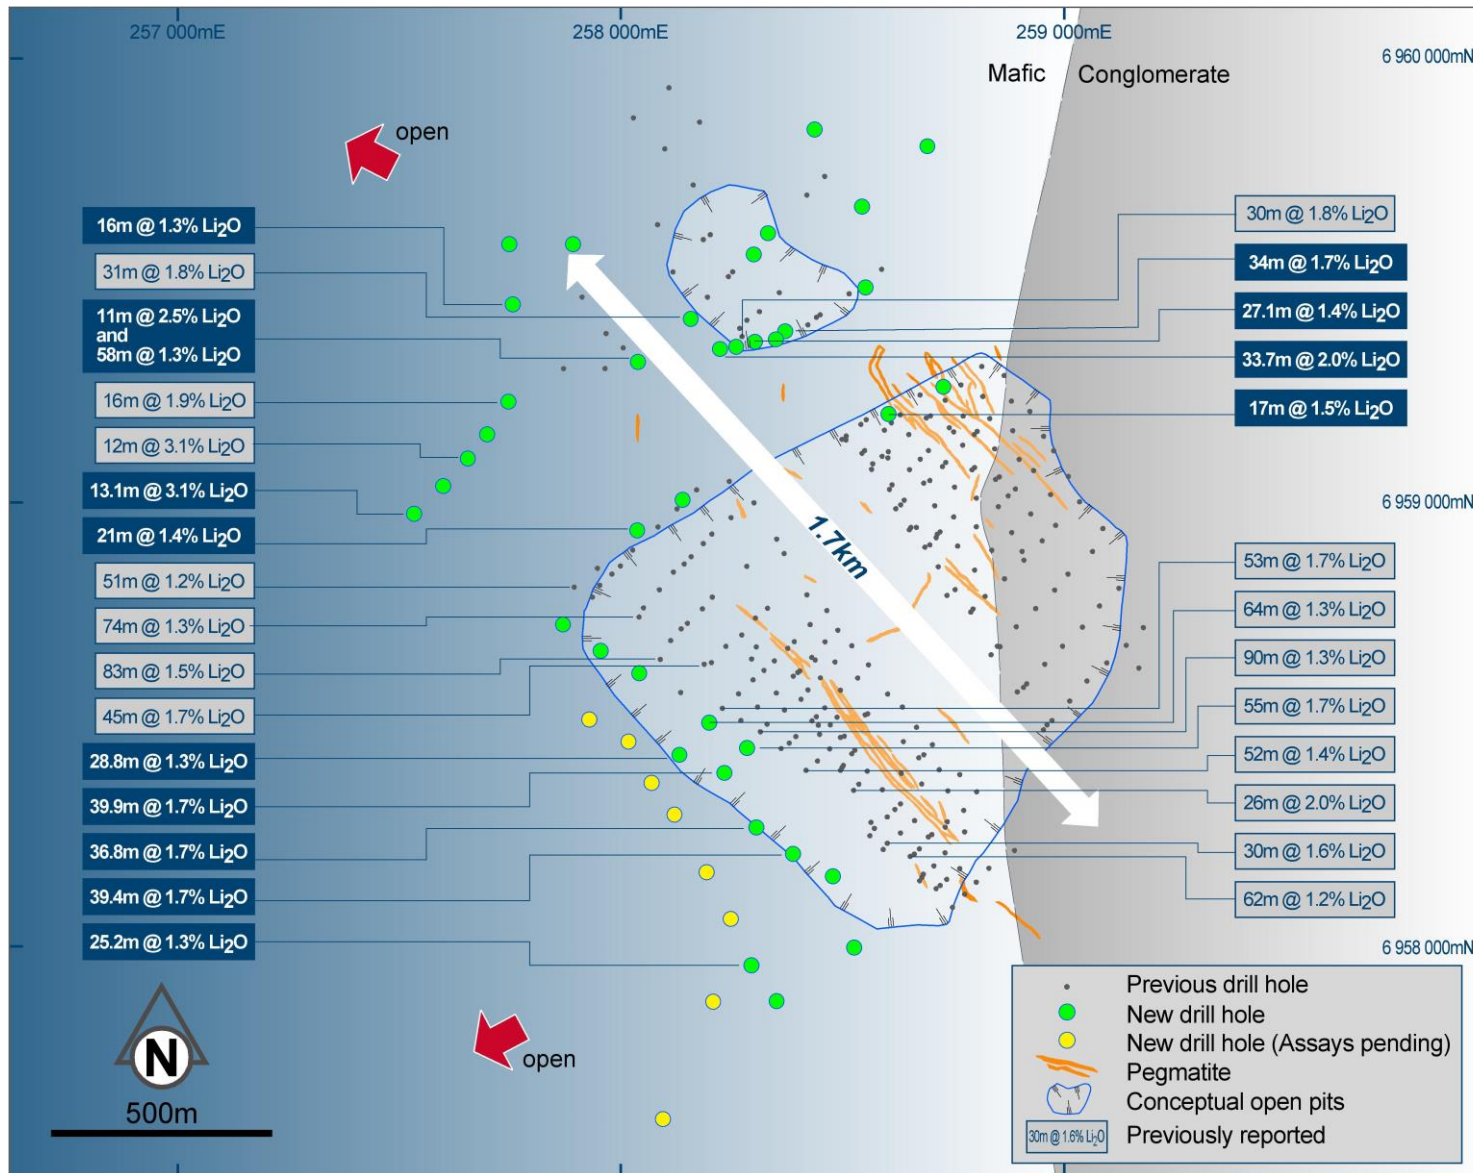 257 000mE
258 000mE
259 000mE
6 960 000mN
Mafic
Conglomerate
open
16m @ 1.3% Li2O
31m @ 1.8% Li2O
11m @ 2.5% Li2O
and
58m @ 1.3% Li2O
16m @ 1.9% Li2O
12m @ 3.1% Li2O
13.1m @ 3.1% Li2O
21m @ 1.4% Li2O
51m @ 1.2% Li2O
74m @ 1.3% Li2O
83m @ 1.5% Li2O
45m @ 1.7% Li2O
28.8m @ 1.3% Li2O
39.9m @ 1.7% Li2O
36.8m @ 1.7% Li2O
39.4m @ 1.7% Li2O
25.2m @ 1.3% Li2O
1.7km
30m @ 1.8% Li2O
34m @ 1.7% Li2O
27.1m @ 1.4% Li2O
33.7m @ 2.0% Li2O
17m @ 1.5% Li2O
6 959 000mN
53m @ 1.7% Li2O
64m @ 1.3% Li2O
90m @ 1.3% Li2O
55m @ 1.7% Li2O
52m @ 1.4% Li2O
26m @ 2.0% Li2O
30m @ 1.6% Li2O
62m @ 1.2% Li2O
6 958 000mN
open
N
500m
Previous drill hole
New drill hole
New drill hole (Assays pending)
Pegmatite
Conceptual open pits
30m @ 1.6% Li2O
Previously reported